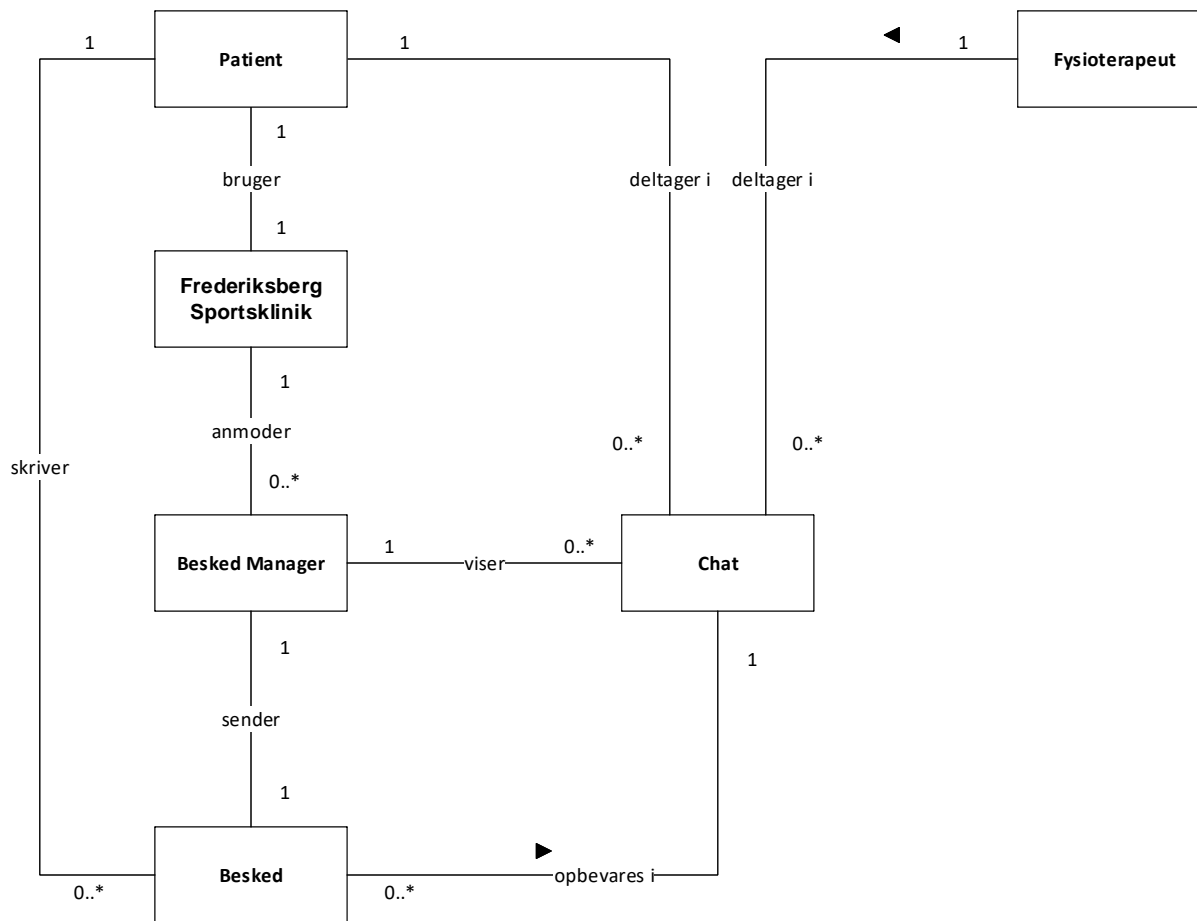 1
Patient
1
1
Fysioterapeut
1
bruger
deltager i
deltager i
1
Frederiksberg
Sportsklinik
1
anmoder
0..*
0..*
skriver
0..*
Besked Manager
1
viser
0..*
Chat
1
1
sender
1
Besked
0..*
0..*
opbevares i